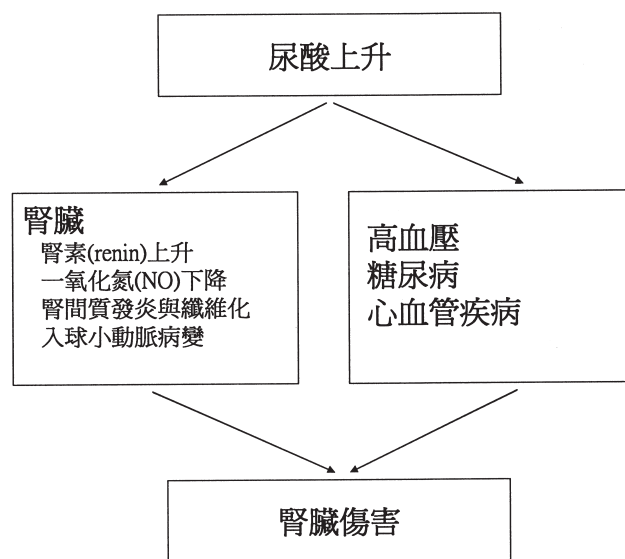 尿酸上升
腎臟
腎素(renin)上升
一氧化氮(NO)下降
腎間質發炎與纖維化
入球小動脈病變
高血壓
糖尿病
心血管疾病
腎臟傷害